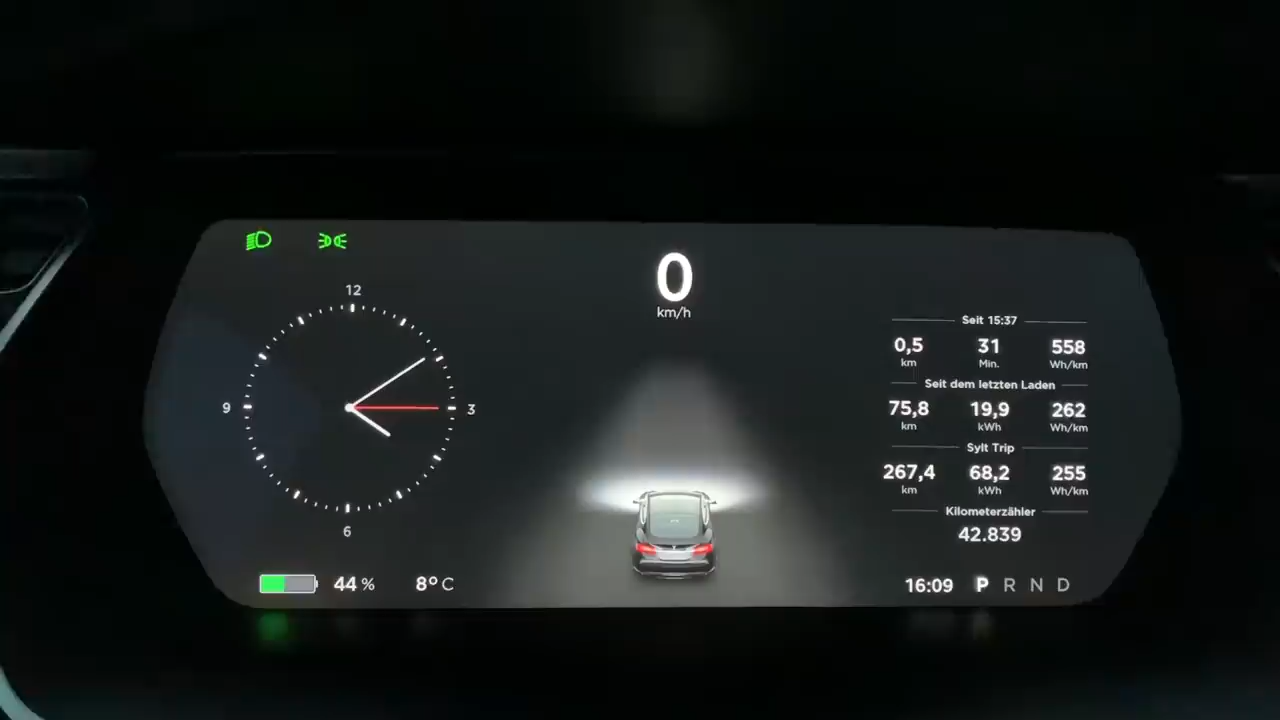 12
9
3
6
44 %
8° C
0
km/h
Seit 15:37
0,5 31 558
km Min. Wh/km
Seit dem letzten Laden
75,8 19,9 262
km kWh Wh/km
Sylt Trip
267,4 68,2 255
km kWh Wh/km
Kilometerzähler
42.839
16:09 P R N D